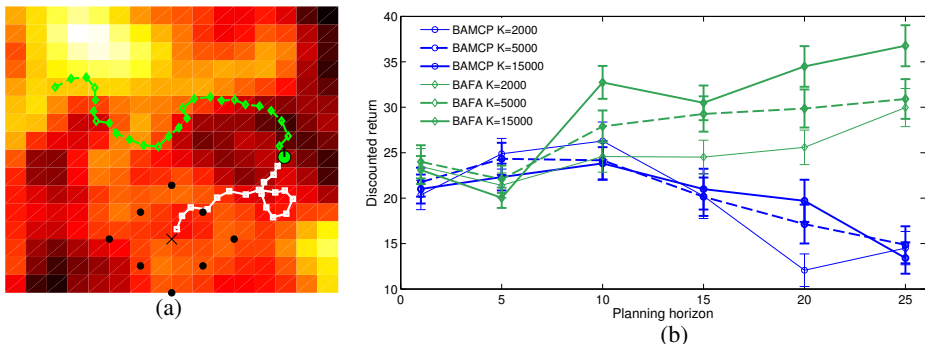 (a)
40
35
30
25
20
15
10
Discounted return
BAMCP K=2000
BAMCP K=5000
BAMCP K=15000
BAFA K=2000
BAFA K=5000
BAFA K=15000
0
5
10
15
20
25
Planning horizon
(b)